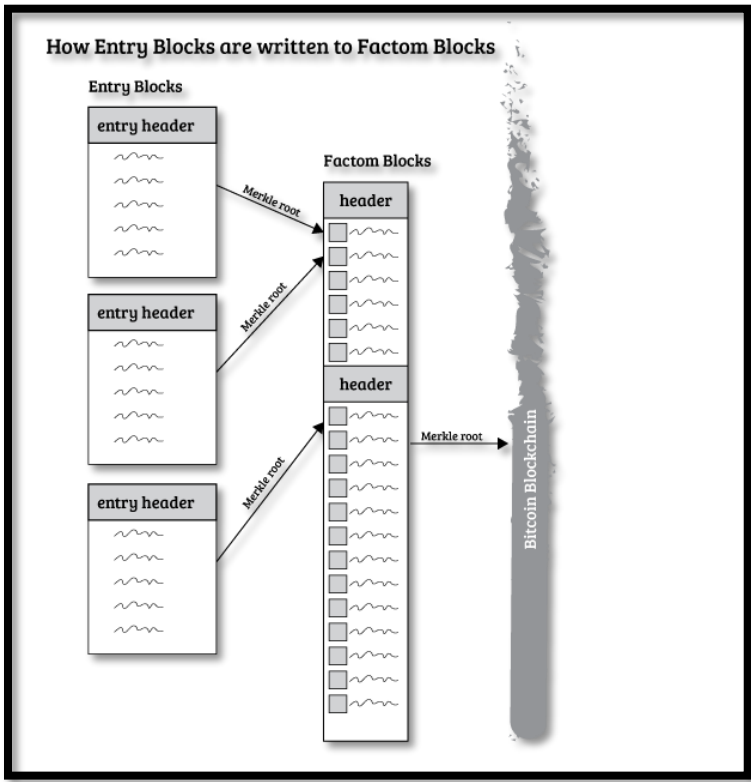 How Entry Blocks are written to Factom Blocks
Entry Blocks
entry header
Merkle root
entry header
Merkle root
entry header
Merkle root
Factom Blocks
header
header
Merkle root
Bitcoin Blockchain